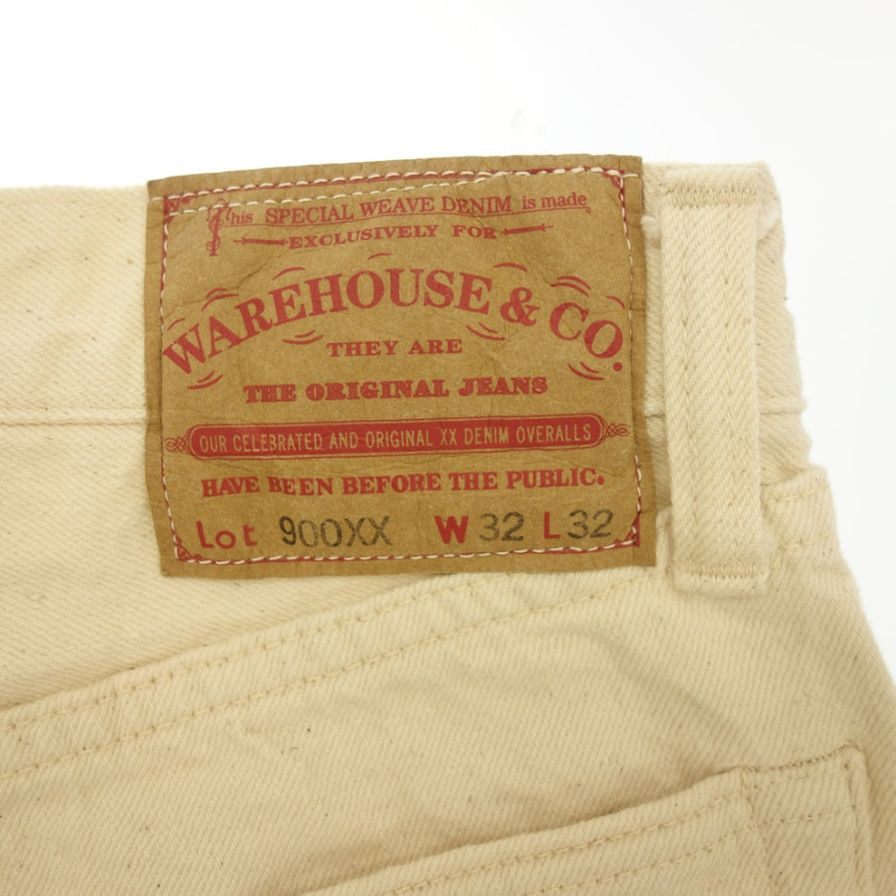 This SPECIAL WEAVE DENIM is made
EXCLUSIVELY FOR
WAREHOUSE & CO.
THEY ARE
THE ORIGINAL JEANS
OUR CELEBRATED AND ORIGINAL XX DENIM OVERALLS
HAVE BEEN BEFORE THE PUBLIC.
Lot 900XX W 32 L 32